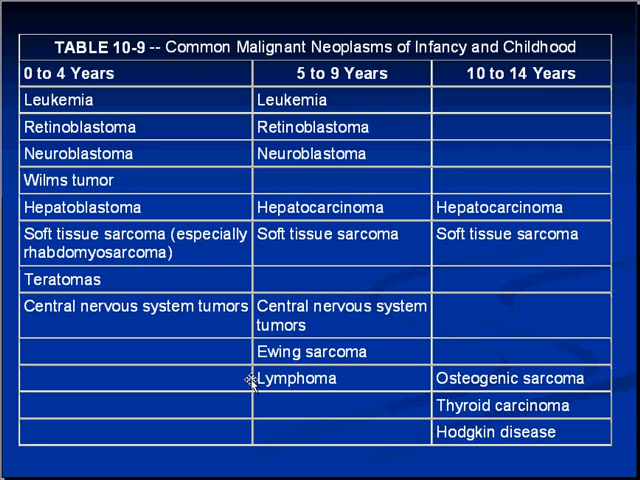 TABLE 10-9 -- Common Malignant Neoplasms of Infancy and Childhood
0 to 4 Years 5 to 9 Years 10 to 14 Years
Leukemia Leukemia
Retinoblastoma Retinoblastoma
Neuroblastoma Neuroblastoma
Wilms tumor
Hepatoblastoma Hepatocarcinoma Hepatocarcinoma
Soft tissue sarcoma (especially Soft tissue sarcoma Soft tissue sarcoma
rhabdomyosarcoma)
Teratomas
Central nervous system tumors Central nervous system
tumors
Ewing sarcoma
Lymphoma Osteogenic sarcoma
Thyroid carcinoma
Hodgkin disease